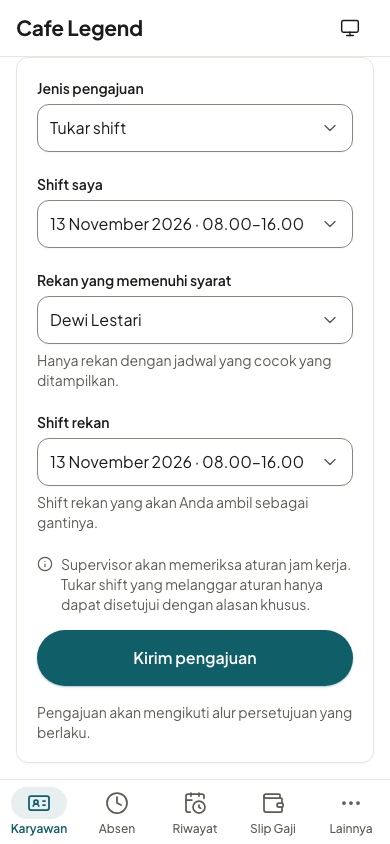 Cafe Legend
Jenis pengajuan
Tukar shift
Shift saya
13 November 2026 · 08.00–16.00
Rekan yang memenuhi syarat
Dewi Lestari
Hanya rekan dengan jadwal yang cocok yang
ditampilkan.
Shift rekan
13 November 2026 · 08.00–16.00
Shift rekan yang akan Anda ambil sebagai
gantinya.
Supervisor akan memeriksa aturan jam kerja.
Tukar shift yang melanggar aturan hanya
dapat disetujui dengan alasan khusus.
Kirim pengajuan
Pengajuan akan mengikuti alur persetujuan yang
berlaku.
Karyawan
Absen
Riwayat
Slip Gaji
Lainnya